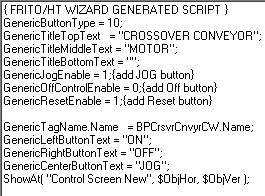 { FRITO/HT WIZARD GENERATED SCRIPT }
GenericButtonType = 10;
GenericTitleTopText = "CROSSOVER CONVEYOR";
GenericTitleMiddleText = "MOTOR";
GenericTitleBottomText = "";
GenericJogEnable = 1;{add JOG button}
GenericOffControlEnable = 0;{add Off button}
GenericResetEnable = 1;{add Reset button}
GenericTagName.Name = BPCrsvrCnvyrCW.Name;
GenericLeftButtonText = "ON";
GenericRightButtonText = "OFF";
GenericCenterButtonText = "JOG";
ShowAt( "Control Screen New", $ObjHor, $ObjVer );